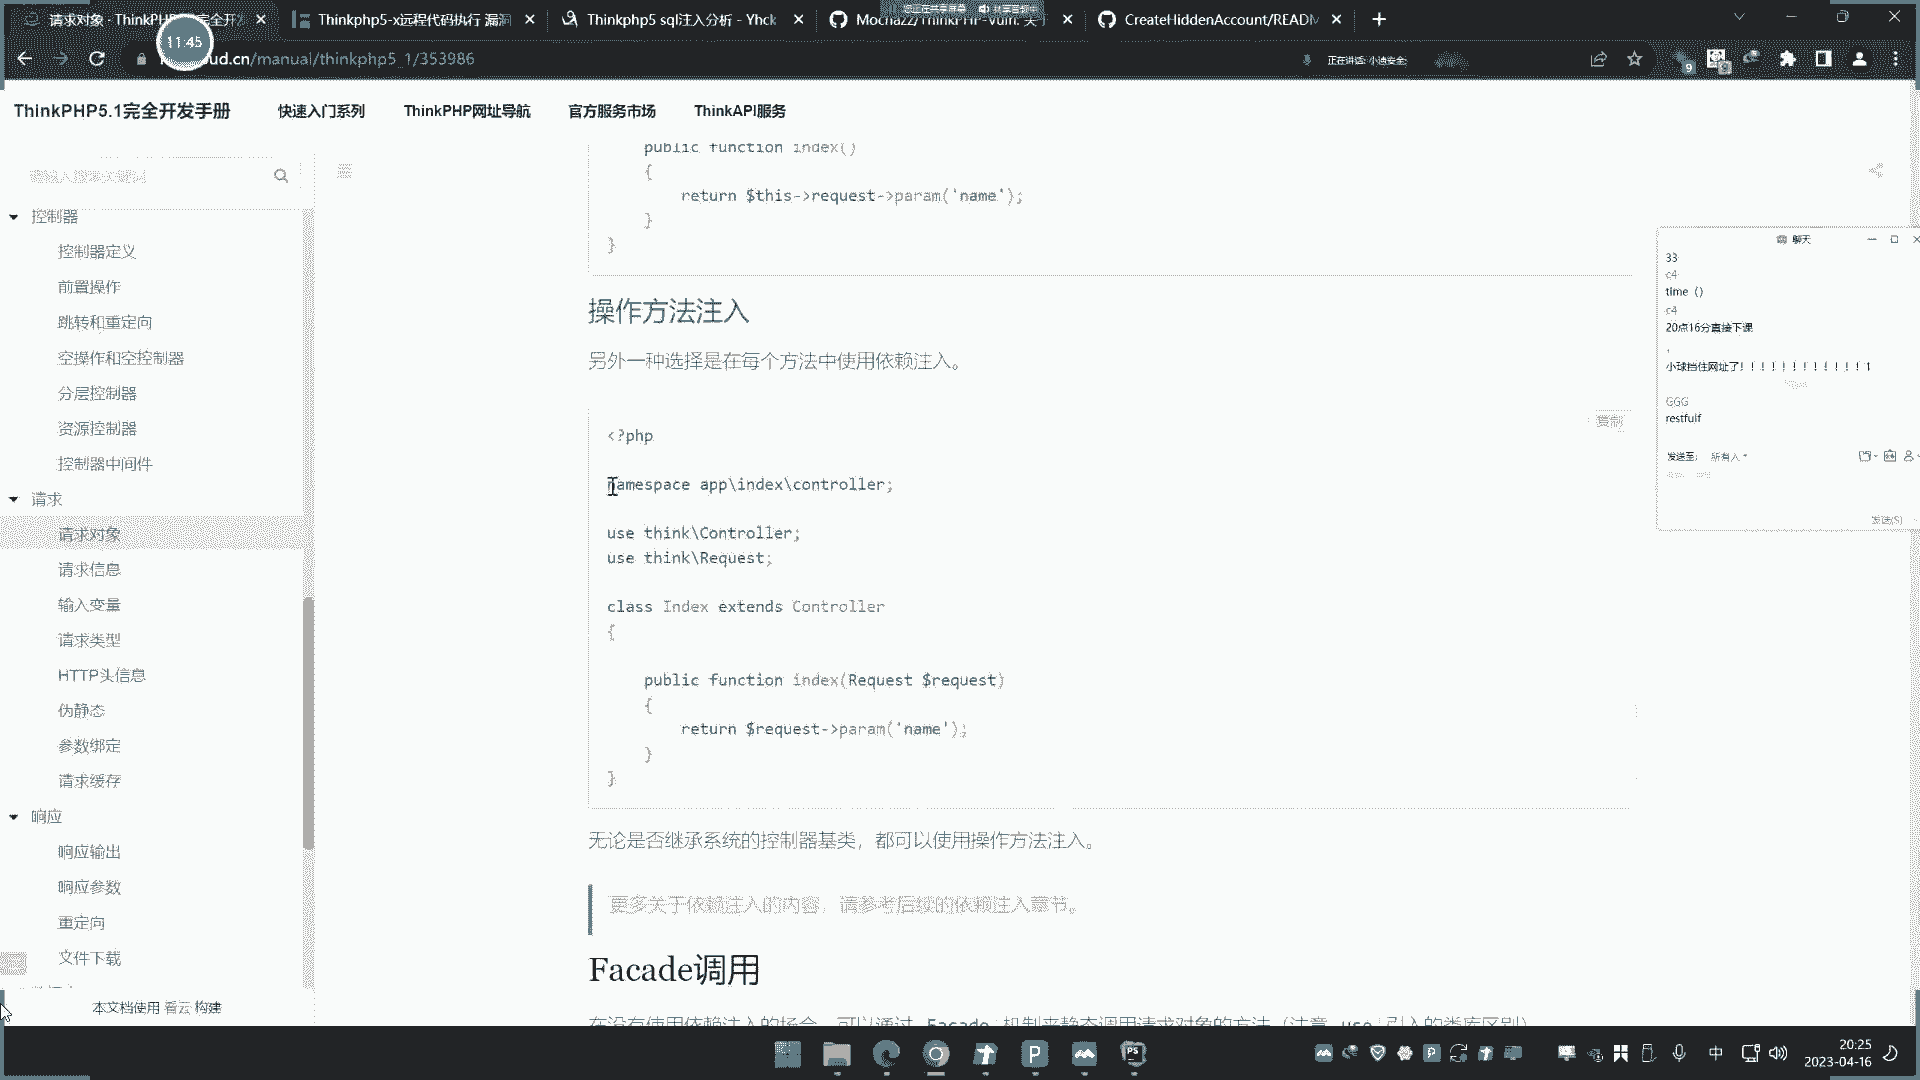 请求对象 · ThinkPHP5.1完全开发
Thinkphp5-x远程代码执行 漏洞
Thinkphp5 sql注入分析 - Yhck
Mochazz/ThinkPHP-Vuln: 关于
CreateHiddenAccount/READM
11:45
ud.cn/manual/thinkphp5_1/353986
正在讲话: 小迪安全;
9
9
ThinkPHP5.1完全开发手册
快速入门系列
ThinkPHP网址导航
官方服务市场
ThinkAPI服务
请输入搜索关键词
控制器
控制器定义
前置操作
跳转和重定向
空操作和空控制器
分层控制器
资源控制器
控制器中间件
请求
请求对象
请求信息
输入变量
请求类型
HTTP头信息
伪静态
参数绑定
请求缓存
响应
响应输出
响应参数
重定向
文件下载
本文档使用 看云 构建
public function index()
{
return $this->request->param('name');
}
}
操作方法注入
另外一种选择是在每个方法中使用依赖注入。
复制
<?php
namespace app\index\controller;
use think\Controller;
use think\Request;
class Index extends Controller
{
public function index(Request $request)
{
return $request->param('name');
}
}
无论是否继承系统的控制器基类，都可以使用操作方法注入。
更多关于依赖注入的内容，请参考后续的依赖注入章节。
Facade调用
在没有使用依赖注入的场合，可以通过 Facade 机制来静态调用请求对象的方法（注意 use 引入的类库区别）
聊天
33
c4
time（）
c4
20点16分直接下课
，
小球挡住网址了！！！！！！！！！！！！！1
GGG
restfulf
发送至: 所有人
发送(S)
中
20:25
2023-04-16